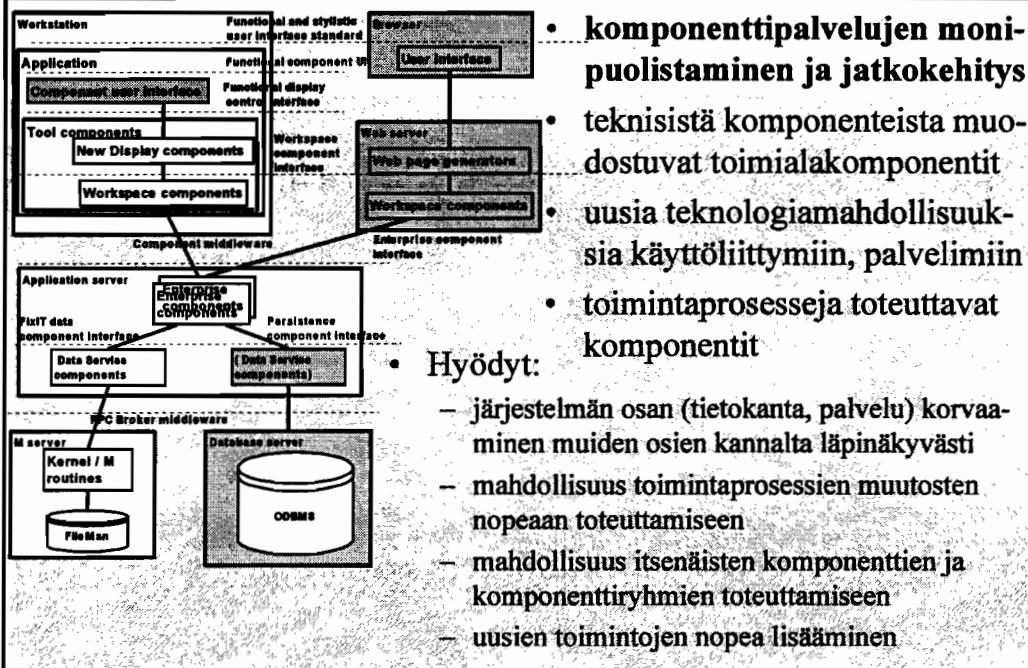 Workstation
Functional and stylistic
user interface standard
Application
Functional component UI
Component user interface
Functional display
control interface
Tool components
New Display components
Workspace
component
interface
Workspace components
Browser
User Interface
Web server
Web page generators
Workspace components
Component middleware
Enterprise component
interface
Application server
Enterprise
components
Enterprise
components
FixIT data
component interface
Persistence
component interface
Data Service
components
( Data Service
components)
RPC Broker middleware
M server
Kernel / M
routines
FileMan
Database server
ODBMS
• komponenttipalvelujen moni-
puolistaminen ja jatkokehitys
• teknisistä komponenteista muo-
dostuvat toimialakomponentit
• uusia teknologiamahdollisuuk-
sia käyttöliittymiin, palvelimiin
• toimintaprosesseja toteuttavat
komponentit
• Hyödyt:
– järjestelmän osan (tietokanta, palvelu) korvaa-
minen muiden osien kannalta läpinäkyvästi
– mahdollisuus toimintaprosessien muutosten
nopeaan toteuttamiseen
– mahdollisuus itsenäisten komponenttien ja
komponenttiryhmien toteuttamiseen
– uusien toimintojen nopea lisääminen